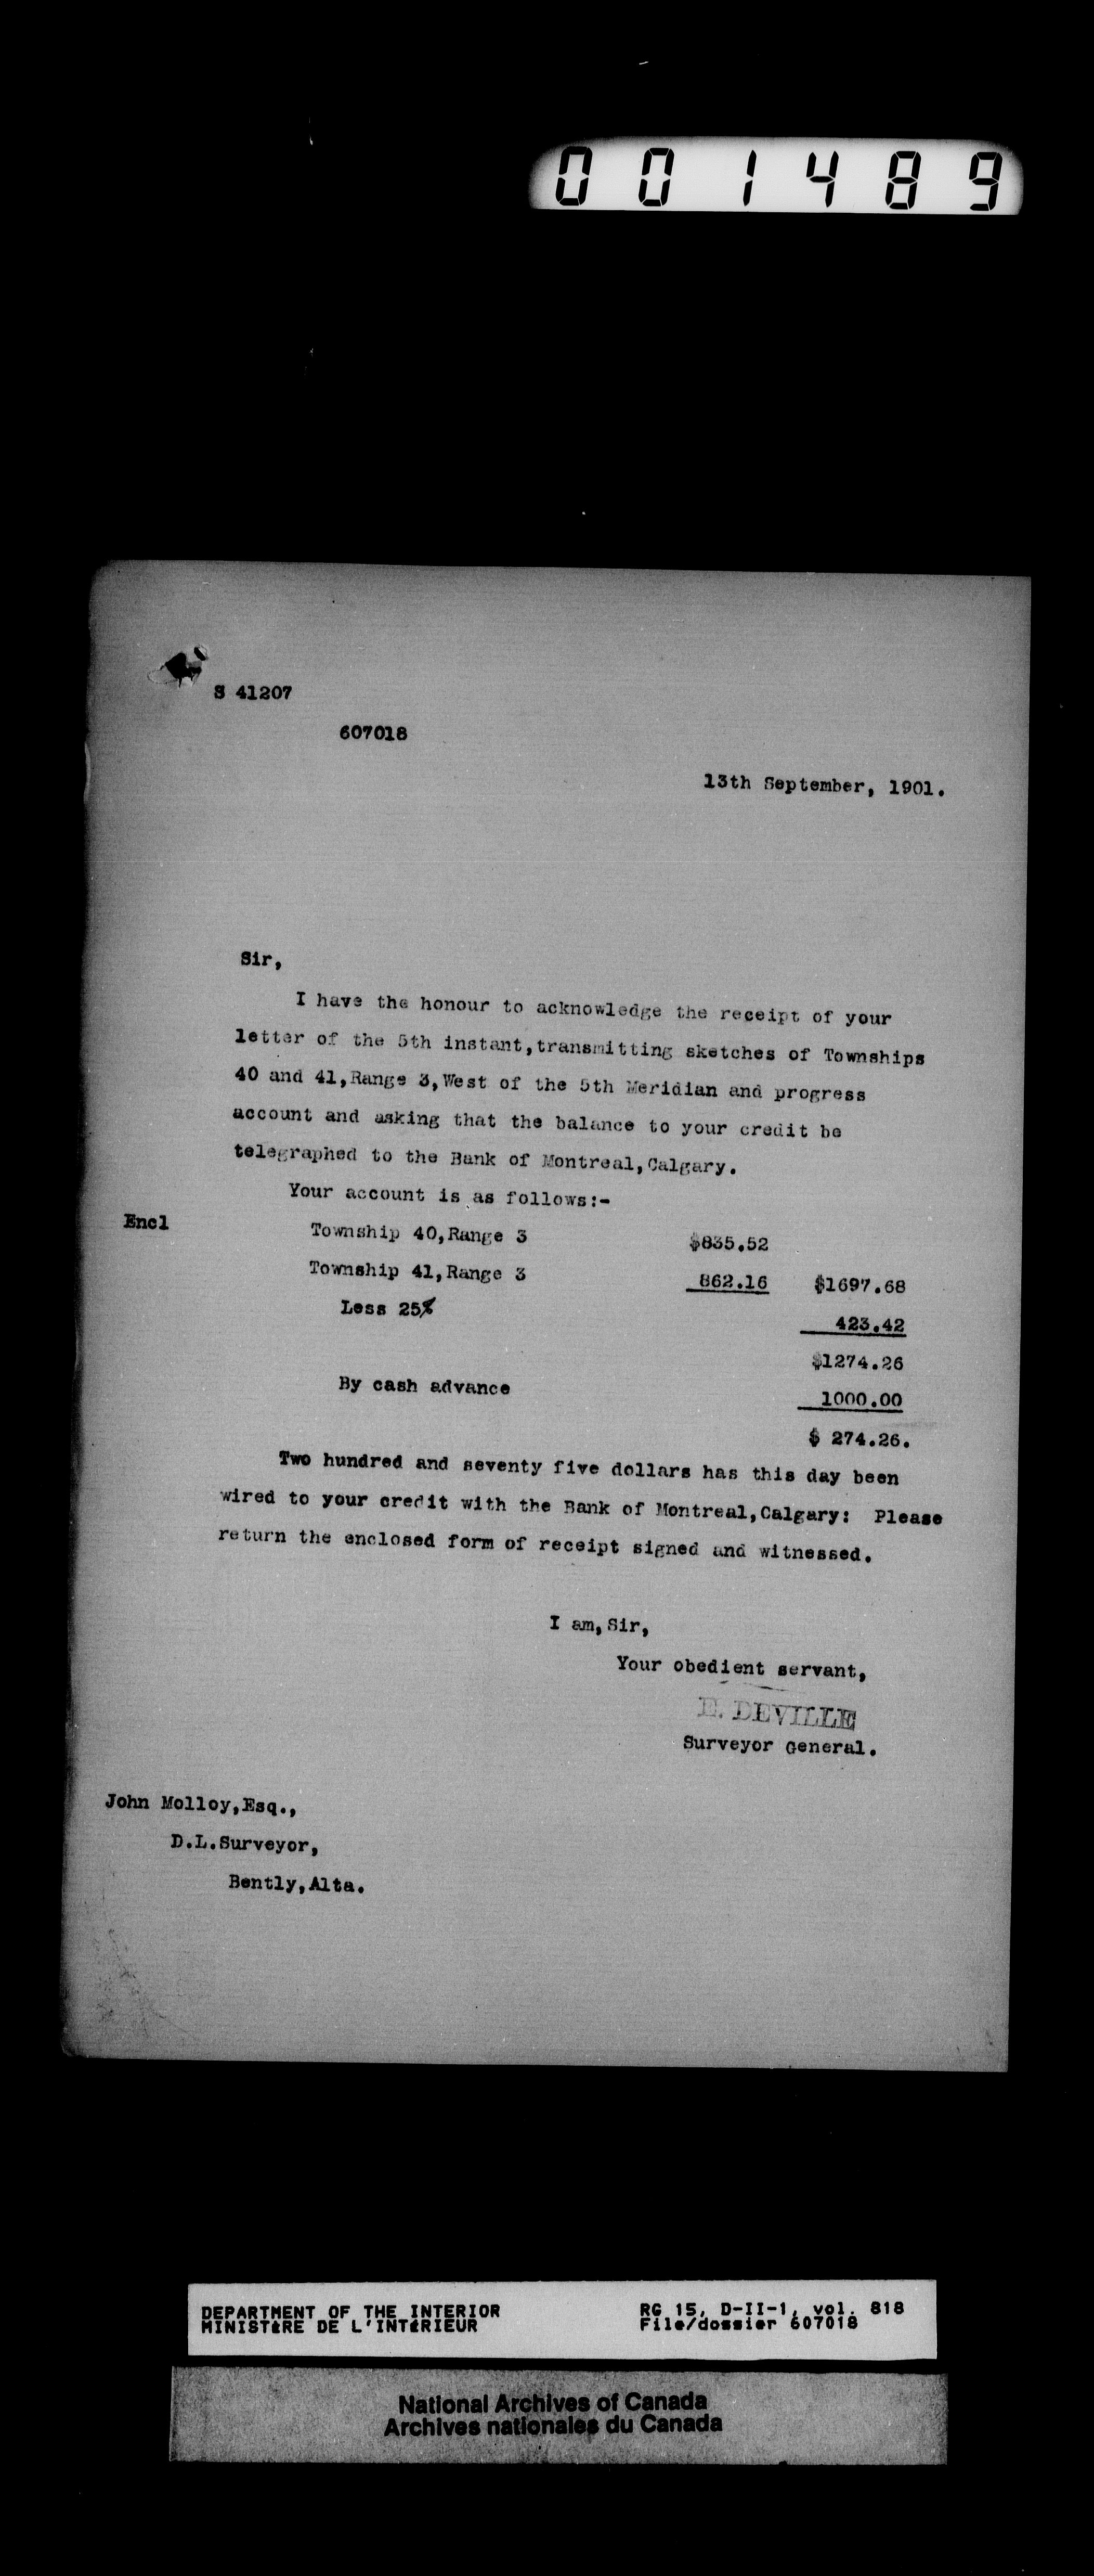 001489
S 41207
607018
13th September, 1901.
Sir,
I have the honour to acknowledge the receipt of your
letter of the 5th instant,transmitting sketches of Townships
40 and 41,Range 3,West of the 5th Meridian and progress
account and asking that the balance to your credit be
telegraphed to the Bank of Montreal,Calgary.
Your account is as follows:-
Encl
Township 40,Range 3 $835.52
Township 41,Range 3 862.16 $1697.68
Less 25% 423.42
$1274.26
By cash advance 1000.00
$ 274.26.
Two hundred and seventy five dollars has this day been
wired to your credit with the Bank of Montreal,Calgary: Please
return the enclosed form of receipt signed and witnessed.
I am,Sir,
Your obedient servant,
E. DEVILLE
Surveyor General.
John Molloy,Esq.,
D.L.Surveyor,
Bently,Alta.
DEPARTMENT OF THE INTERIOR RG 15, D-II-1, vol. 818
MINISTÈRE DE L'INTÉRIEUR File/dossier 607018
National Archives of Canada
Archives nationales du Canada